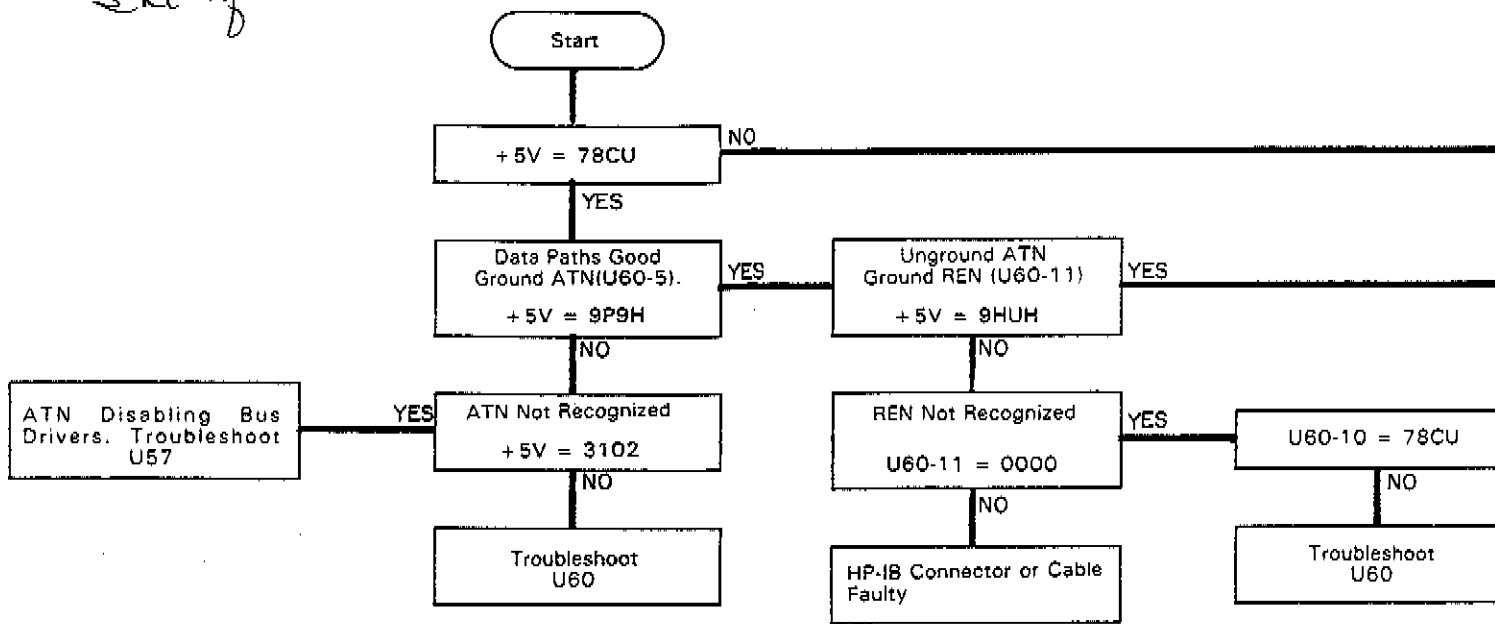 Start
+5V = 78CU
NO
YES
Data Paths Good
Ground ATN(U60-5).
+5V = 9P9H
YES
Unground ATN
Ground REN (U60-11)
+5V = 9HUH
YES
NO
NO
ATN Disabling Bus
Drivers. Troubleshoot
U57
YES
ATN Not Recognized
+5V = 3102
REN Not Recognized
U60-11 = 0000
YES
U60-10 = 78CU
NO
NO
NO
Troubleshoot
U60
HP-IB Connector or Cable
Faulty
Troubleshoot
U60